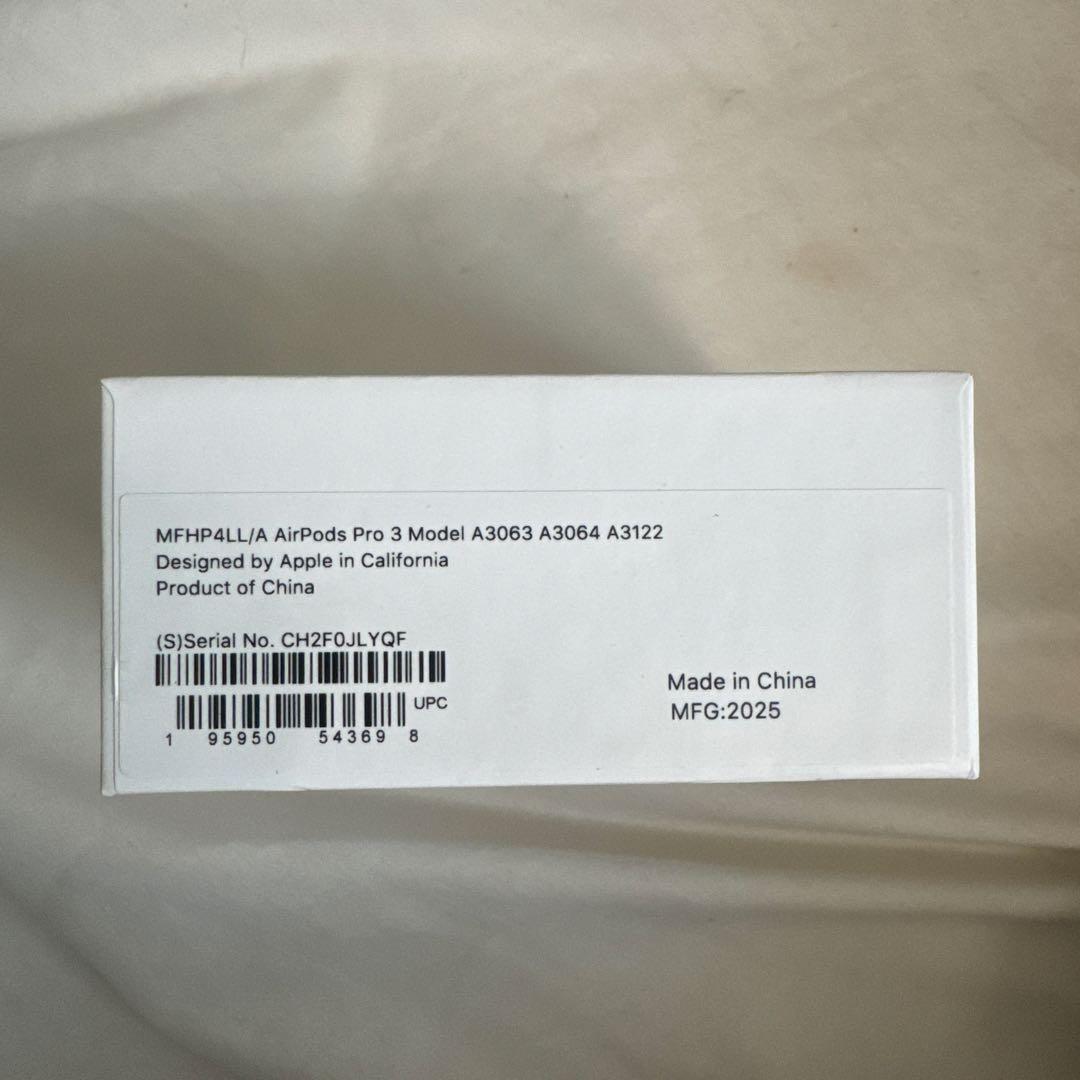 MFHP4LL/A AirPods Pro 3 Model A3063 A3064 A3122
Designed by Apple in California
Product of China
(S)Serial No. CH2F0JLYQF
UPC
1 95950 54369 8
Made in China
MFG:2025